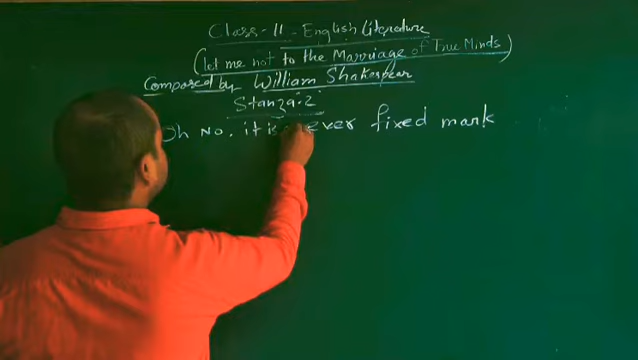 Class-11-English Literature
(Let me not to the Marriage of True Minds)
Composed by William Shakespear
Stanza:2
Oh No, it is ever fixed mark